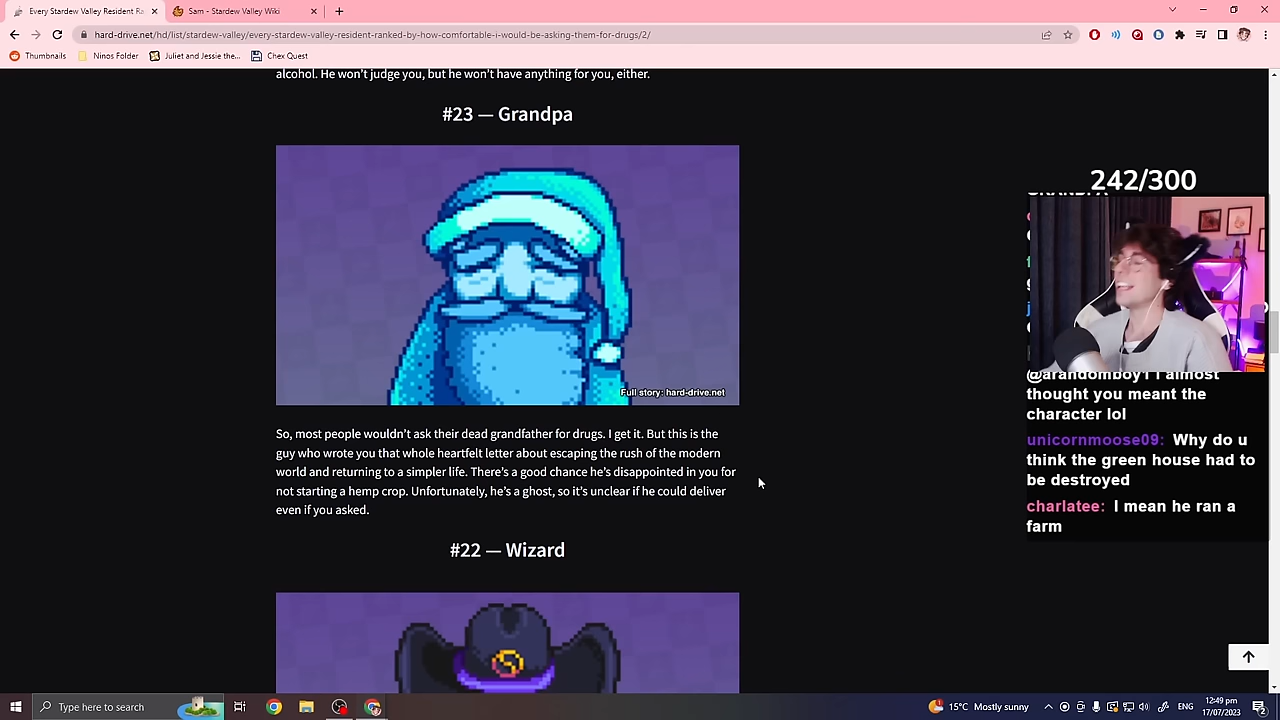 Every Stardew Valley Resident Ra
Sam - Stardew Valley Wiki
hard-drive.net/hd/list/stardew-valley/every-stardew-valley-resident-ranked-by-how-comfortable-i-would-be-asking-them-for-drugs/2/
Thumbnails
Ninos Folder
Juliet and Jessie the...
Chex Quest
alcohol. He won’t judge you, but he won’t have anything for you, either.
#23 — Grandpa
Full story: hard-drive.net
So, most people wouldn’t ask their dead grandfather for drugs. I get it. But this is the
guy who wrote you that whole heartfelt letter about escaping the rush of the modern
world and returning to a simpler life. There’s a good chance he’s disappointed in you for
not starting a hemp crop. Unfortunately, he’s a ghost, so it’s unclear if he could deliver
even if you asked.
#22 — Wizard
242/300
thought you meant the
character lol
unicornmoose09: Why do u
think the green house had to
be destroyed
charlatee: I mean he ran a
farm
Type here to search
15°C Mostly sunny
ENG
12:49 pm
17/07/2023